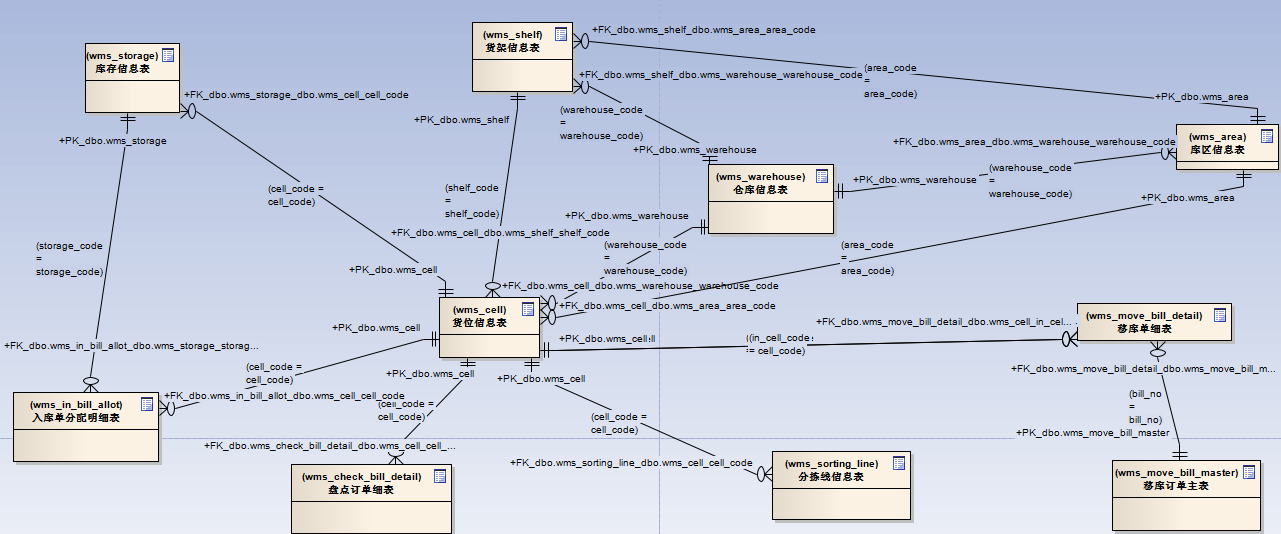 (wms_shelf)
货架信息表
+FK_dbo.wms_shelf_dbo.wms_area_area_code
(wms_storage)
库存信息表
+FK_dbo.wms_shelf_dbo.wms_warehouse_warehouse_code
(area_code
=
area_code)
+FK_dbo.wms_storage_dbo.wms_cell_cell_code
+PK_dbo.wms_area
(warehouse_code
=
warehouse_code)
+PK_dbo.wms_shelf
+PK_dbo.wms_storage
+PK_dbo.wms_warehouse
+FK_dbo.wms_area_dbo.wms_warehouse_warehouse_code
(wms_area)
库区信息表
(wms_warehouse)
仓库信息表
+PK_dbo.wms_warehouse
(warehouse_code
=
warehouse_code)
(cell_code =
cell_code)
(shelf_code
=
shelf_code)
+PK_dbo.wms_area
+PK_dbo.wms_warehouse
+FK_dbo.wms_cell_dbo.wms_shelf_shelf_code
(storage_code
=
storage_code)
(warehouse_code
=
warehouse_code)
(area_code
=
area_code)
+PK_dbo.wms_cell
+FK_dbo.wms_cell_dbo.wms_warehouse_warehouse_code
+FK_dbo.wms_cell_dbo.wms_area_area_code
(wms_cell)
货位信息表
(wms_move_bill_detail)
移库单细表
+PK_dbo.wms_cell
+FK_dbo.wms_move_bill_detail_dbo.wms_cell_in_cel...
+PK_dbo.wms_cell
(in_cell_code
= cell_code)
+FK_dbo.wms_in_bill_allot_dbo.wms_storage_storag...
(cell_code =
cell_code)
+PK_dbo.wms_cell
+PK_dbo.wms_cell
+FK_dbo.wms_move_bill_detail_dbo.wms_move_bill_m...
+FK_dbo.wms_in_bill_allot_dbo.wms_cell_cell_code
(wms_in_bill_allot)
入库单分配明细表
(cell_code =
cell_code)
(cell_code =
cell_code)
(bill_no
=
bill_no)
+PK_dbo.wms_move_bill_master
+FK_dbo.wms_check_bill_detail_dbo.wms_cell_cell_...
+FK_dbo.wms_sorting_line_dbo.wms_cell_cell_code
(wms_check_bill_detail)
盘点订单细表
(wms_sorting_line)
分拣线信息表
(wms_move_bill_master)
移库订单主表